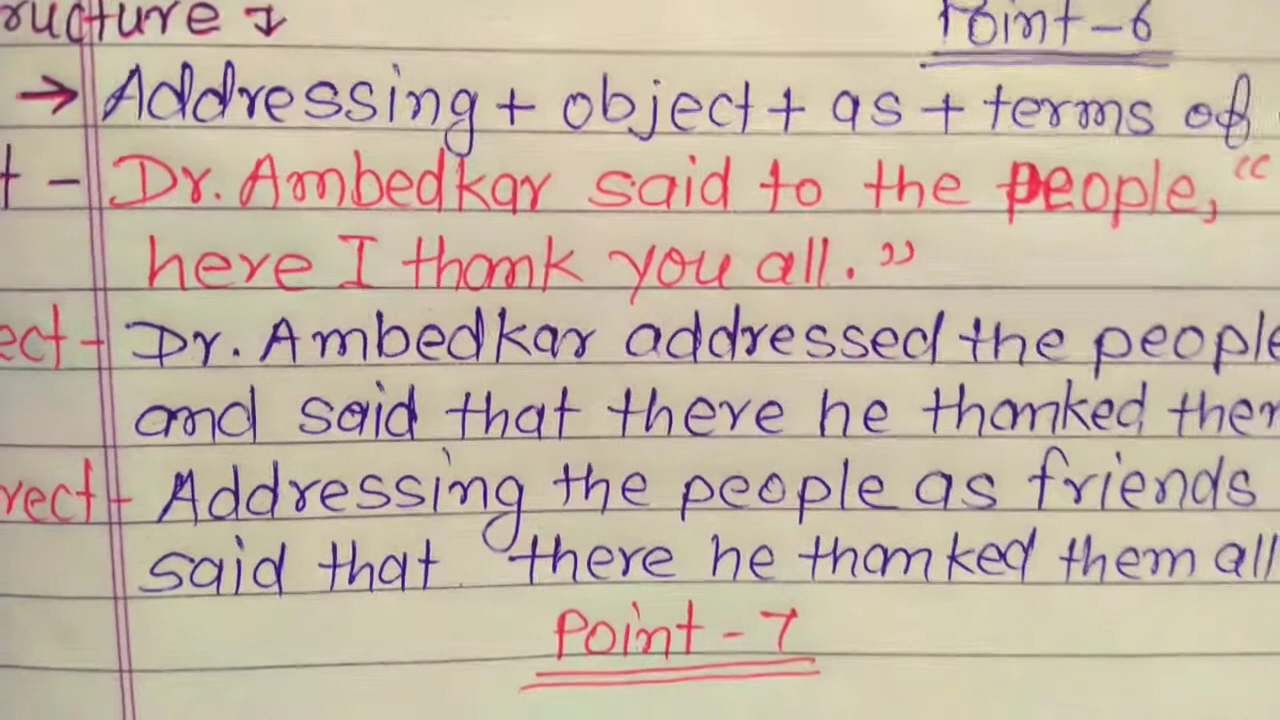 ructure :
Point-6
→ Addressing + object + as + terms of
t - Dr. Ambedkar said to the people, "
here I thank you all."
ect - Dr. Ambedkar addressed the people
and said that there he thanked them
rect - Addressing the people as friends
said that there he thanked them all
Point - 7